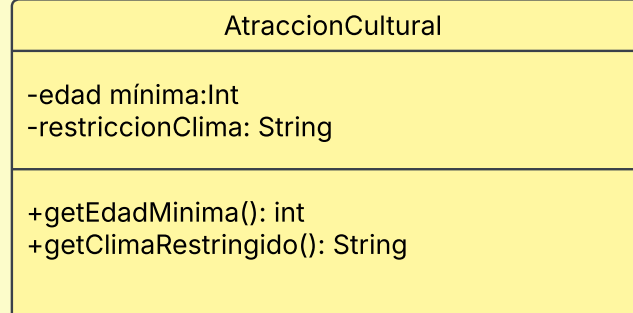 AtraccionCultural
-edad mínima:Int
-restriccionClima: String
+getEdadMinima(): int
+getClimaRestringido(): String